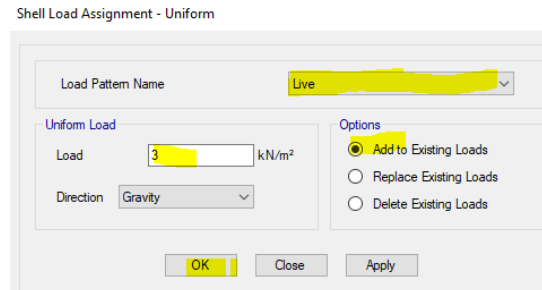 Shell Load Assignment - Uniform
Load Pattern Name
Live
Uniform Load
Load
3
kN/m²
Direction
Gravity
Options
Add to Existing Loads
Replace Existing Loads
Delete Existing Loads
OK
Close
Apply